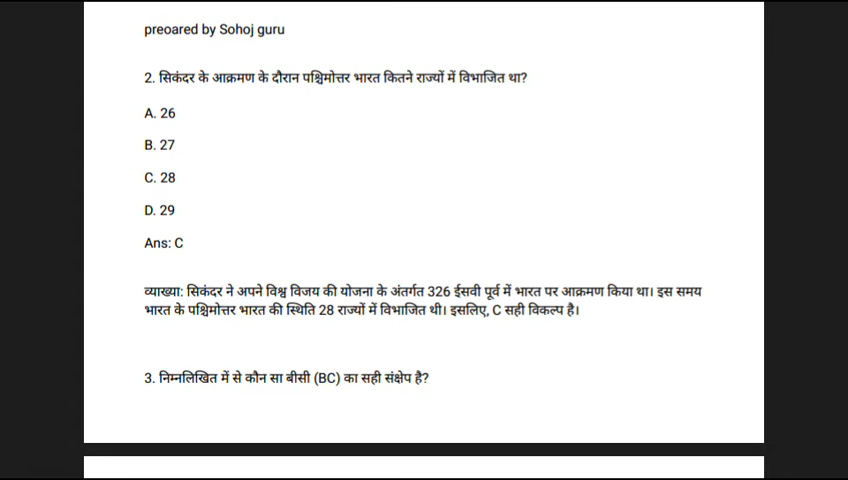 preoared by Sohoj guru
2. सिकंदर के आक्रमण के दौरान पश्चिमोत्तर भारत कितने राज्यों में विभाजित था?
A. 26
B. 27
C. 28
D. 29
Ans: C
व्याख्या: सिकंदर ने अपने विश्व विजय की योजना के अंतर्गत 326 ईसवी पूर्व में भारत पर आक्रमण किया था। इस समय
भारत के पश्चिमोत्तर भारत की स्थिति 28 राज्यों में विभाजित थी। इसलिए, C सही विकल्प है।
3. निम्नलिखित में से कौन सा बीसी (BC) का सही संक्षेप है?